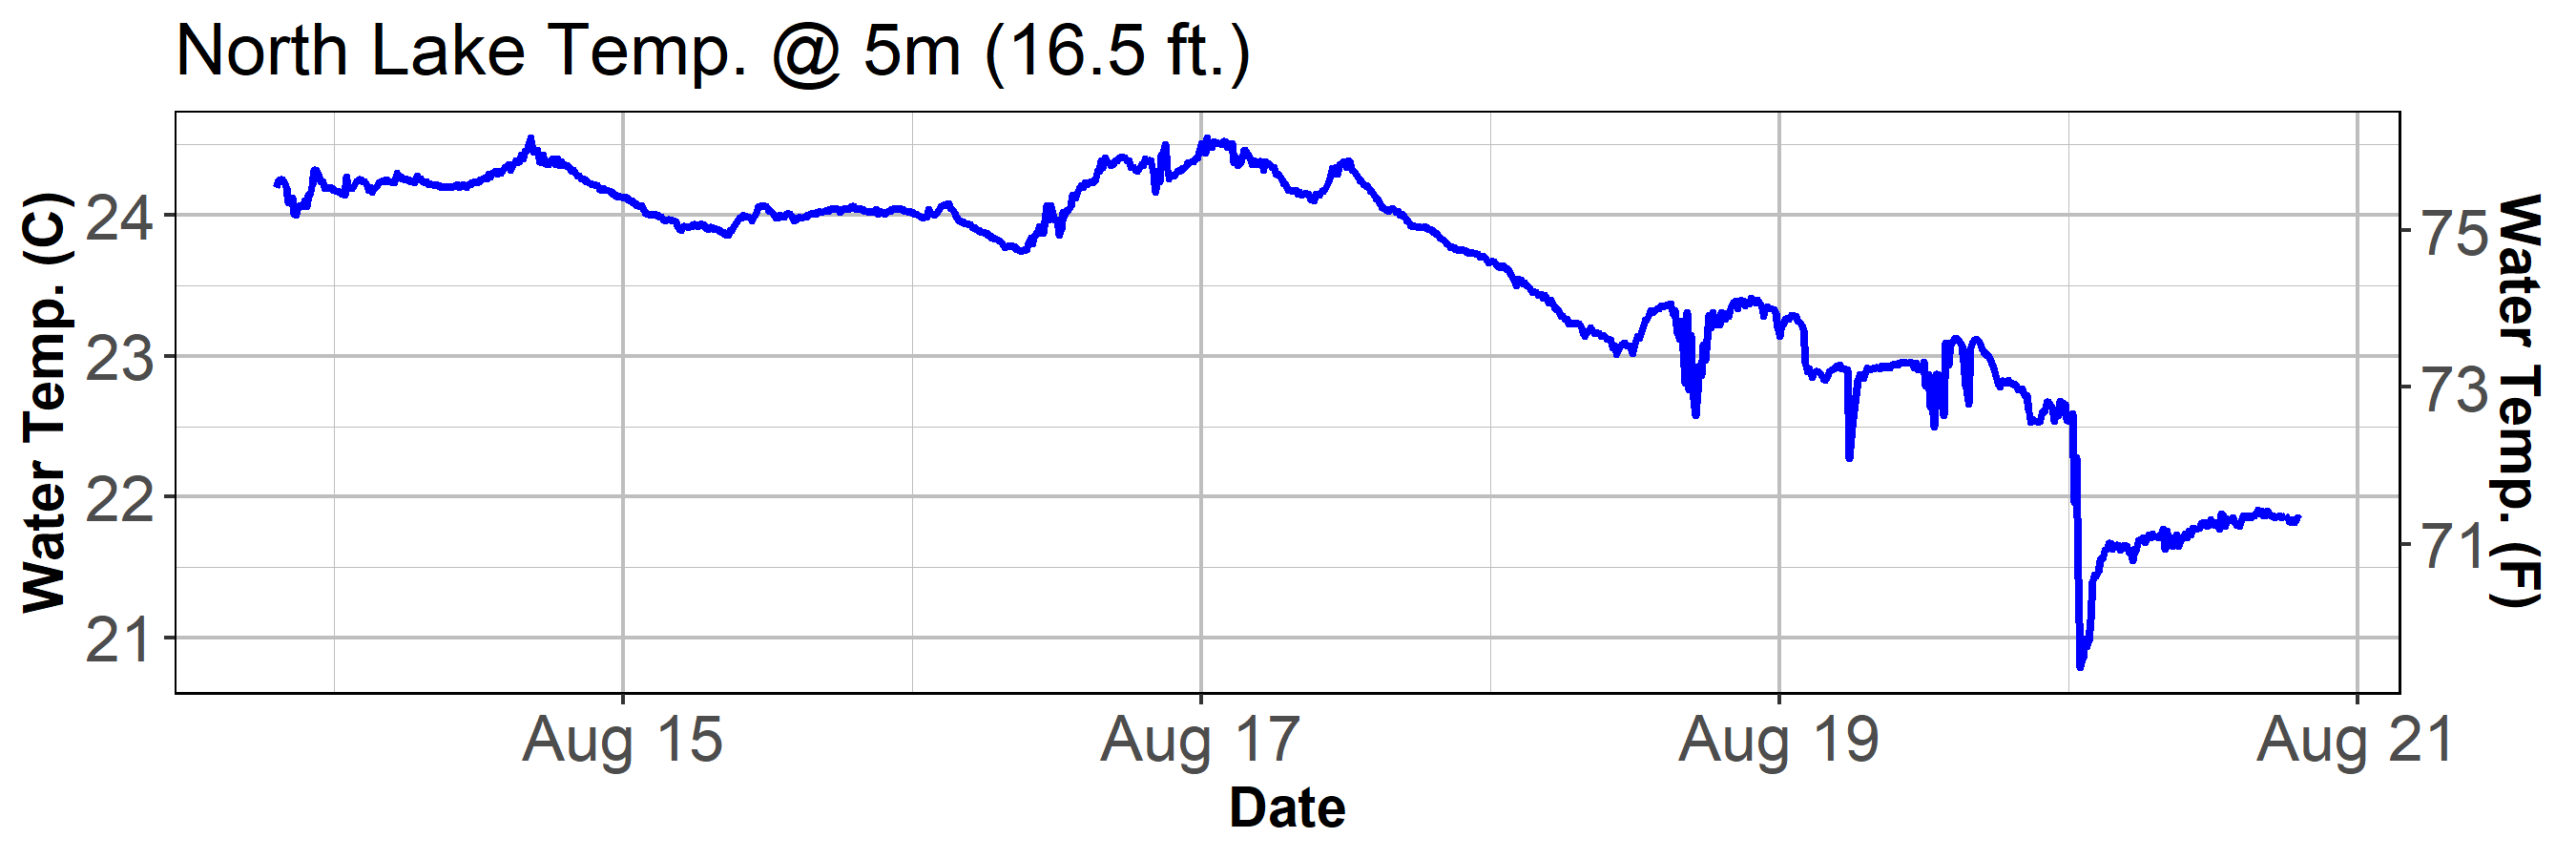 North Lake Temp. @ 5m (16.5 ft.)
Water Temp. (C)
24
23
22
21
75
73
71
Water Temp. (F)
Aug 15
Aug 17
Aug 19
Aug 21
Date